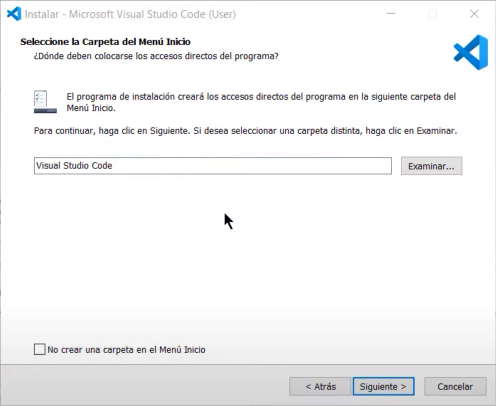 Instalar - Microsoft Visual Studio Code (User)
Seleccione la Carpeta del Menú Inicio
¿Dónde deben colocarse los accesos directos del programa?
El programa de instalación creará los accesos directos del programa en la siguiente carpeta del
Menú Inicio.
Para continuar, haga clic en Siguiente. Si desea seleccionar una carpeta distinta, haga clic en Examinar.
Visual Studio Code
Examinar...
No crear una carpeta en el Menú Inicio
< Atrás
Siguiente >
Cancelar